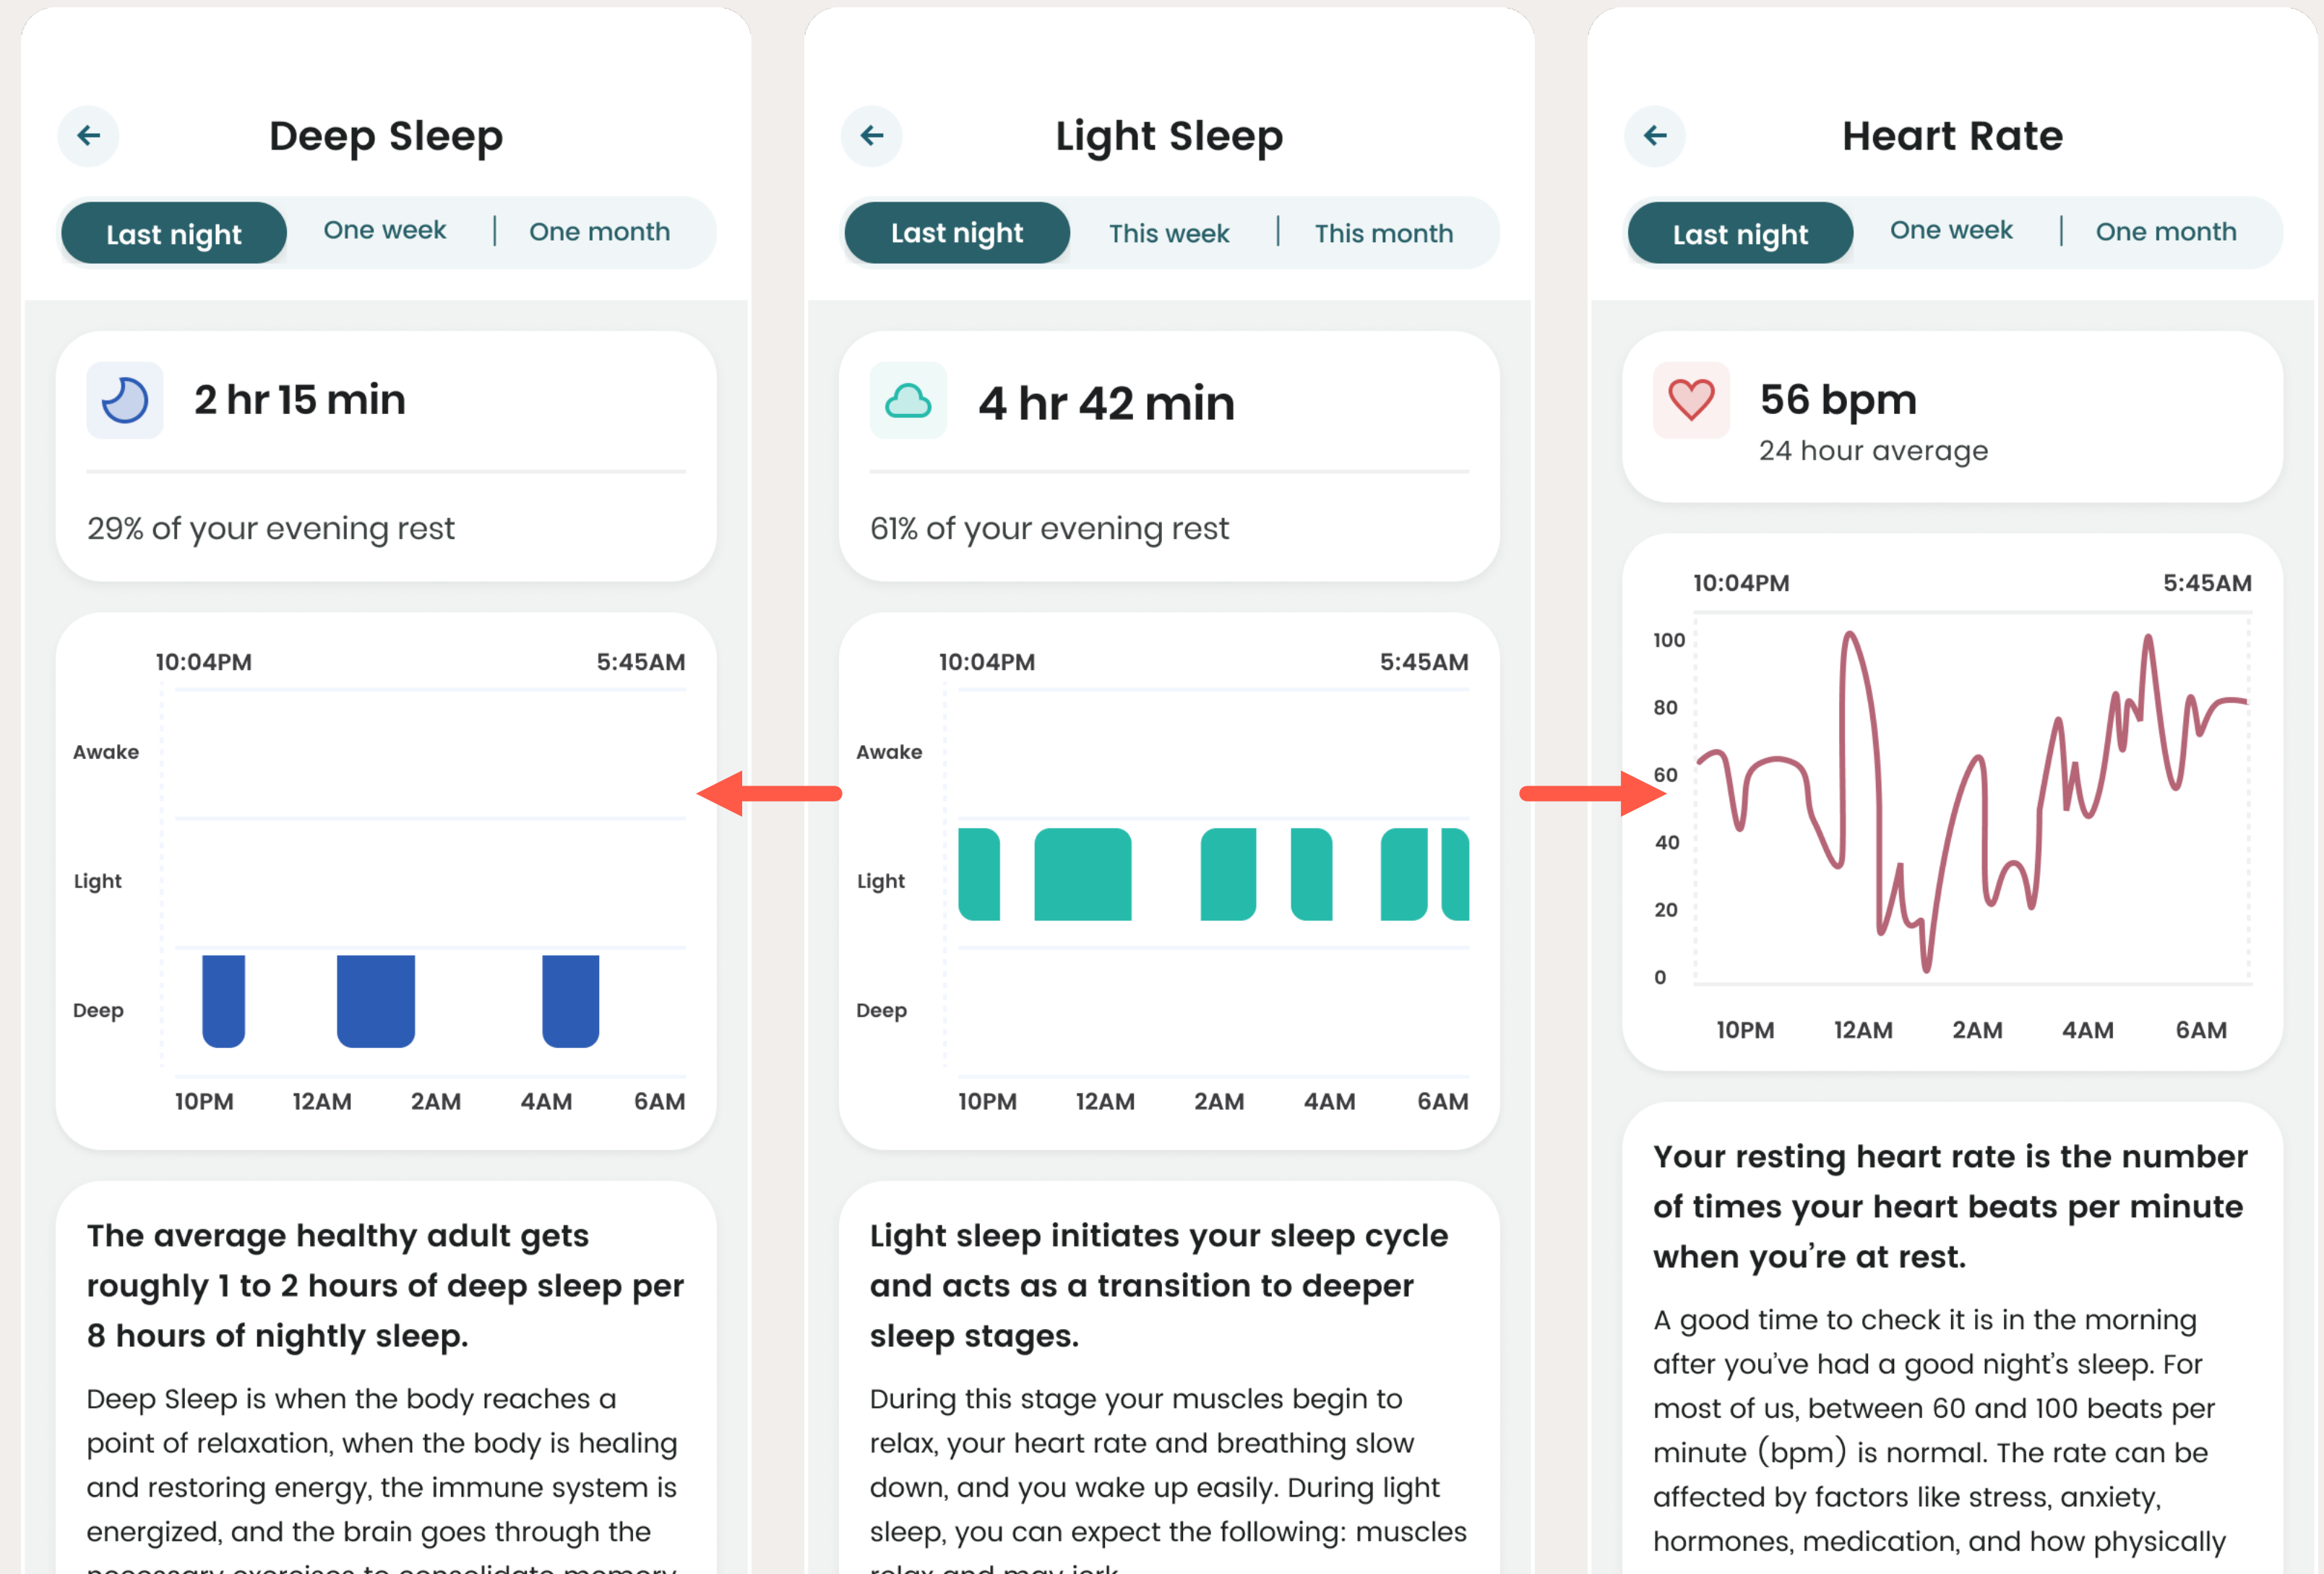 Deep Sleep
Last night
One week
One month
2 hr 15 min
29% of your evening rest
10:04PM 5:45AM
Awake
Light
Deep
10PM 12AM 2AM 4AM 6AM
The average healthy adult gets
roughly 1 to 2 hours of deep sleep per
8 hours of nightly sleep.
Deep Sleep is when the body reaches a
point of relaxation, when the body is healing
and restoring energy, the immune system is
energized, and the brain goes through the
necessary exercises to consolidate memory
Light Sleep
Last night
This week
This month
4 hr 42 min
61% of your evening rest
10:04PM 5:45AM
Awake
Light
Deep
10PM 12AM 2AM 4AM 6AM
Light sleep initiates your sleep cycle
and acts as a transition to deeper
sleep stages.
During this stage your muscles begin to
relax, your heart rate and breathing slow
down, and you wake up easily. During light
sleep, you can expect the following: muscles
relax and may jerk
Heart Rate
Last night
One week
One month
56 bpm
24 hour average
10:04PM 5:45AM
100
80
60
40
20
0
10PM 12AM 2AM 4AM 6AM
Your resting heart rate is the number
of times your heart beats per minute
when you’re at rest.
A good time to check it is in the morning
after you’ve had a good night’s sleep. For
most of us, between 60 and 100 beats per
minute (bpm) is normal. The rate can be
affected by factors like stress, anxiety,
hormones, medication, and how physically